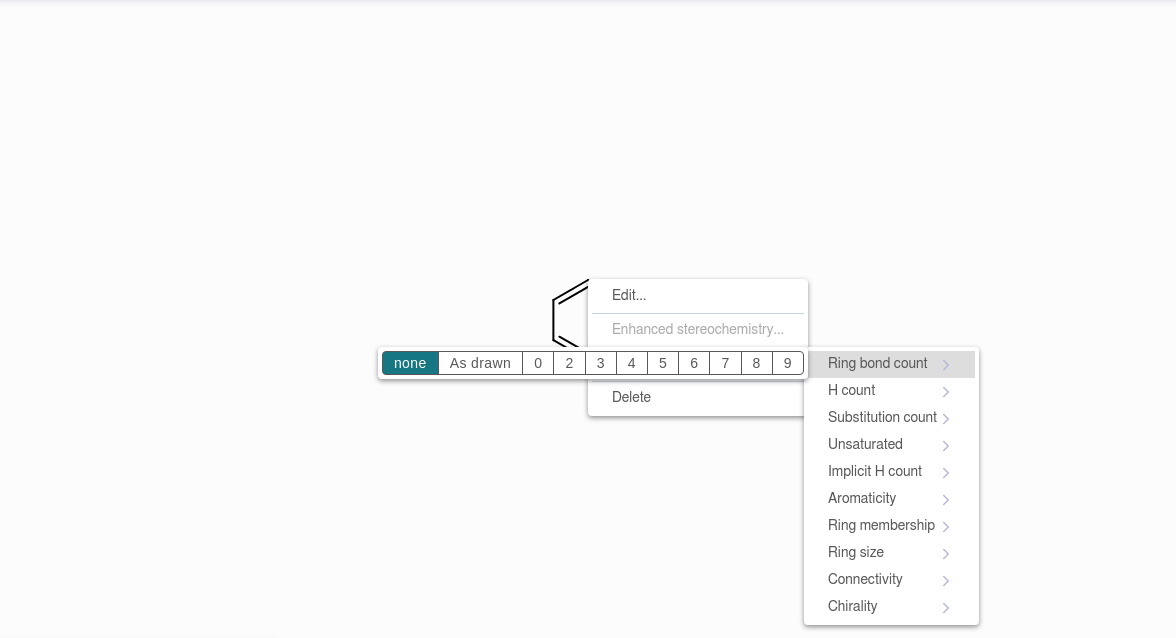 Edit...
Enhanced stereochemistry...
none As drawn 0 2 3 4 5 6 7 8 9
Delete
Ring bond count
H count
Substitution count
Unsaturated
Implicit H count
Aromaticity
Ring membership
Ring size
Connectivity
Chirality